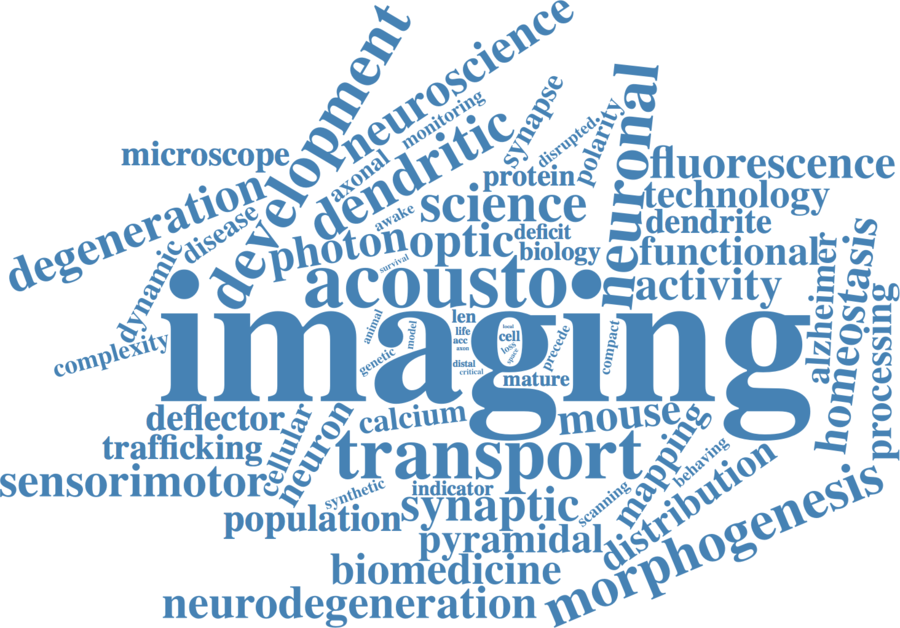 development
neuroscience
monitoring
synapse
disrupted
polarity
neuronal
microscope
axonal
dendritic
protein
fluorescence
degeneration
disease
awake
science
technology
dendrite
dynamic
photon
optic
deficit
biology
functional
survival
acousto
activity
alzheimer
homeostasis
processing
imaging
complexity
animal
genetic
model
len
life
acc
distal
critical
local
cell
loss
space
precede
compact
mature
deflector
cellular
neuron
calcium
mouse
mapping
trafficking
transport
behaving
sensorimotor
synthetic
indicator
scanning
distribution
population
synaptic
morphogenesis
pyramidal
biomedicine
neurodegeneration